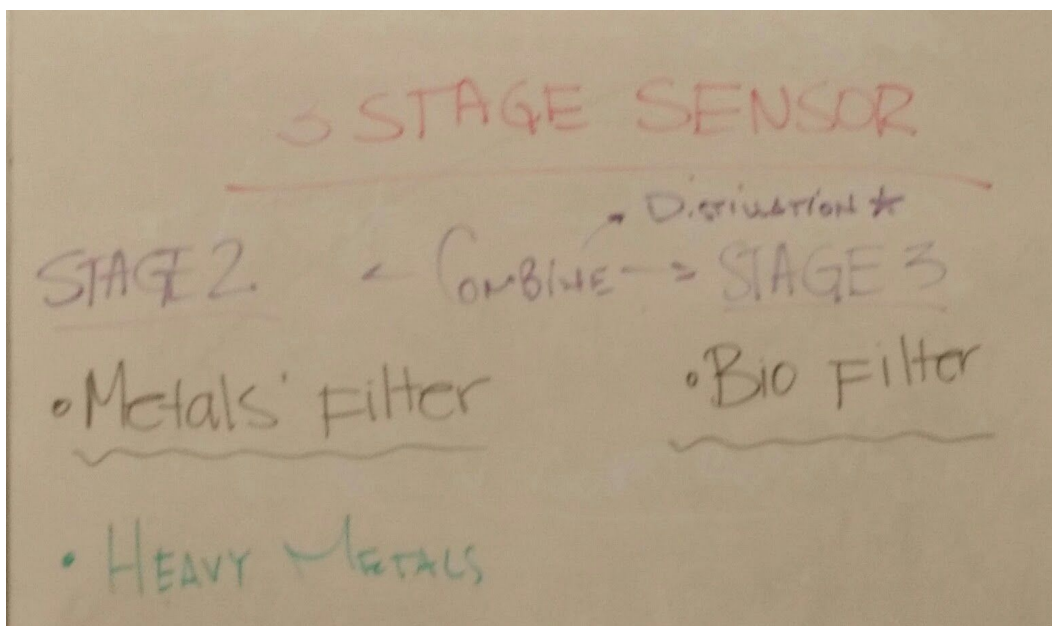 3 STAGE SENSOR
Distillation *
STAGE 2 ← COMBINE --> STAGE 3
• Metals' Filter
• Bio Filter
• HEAVY METALS